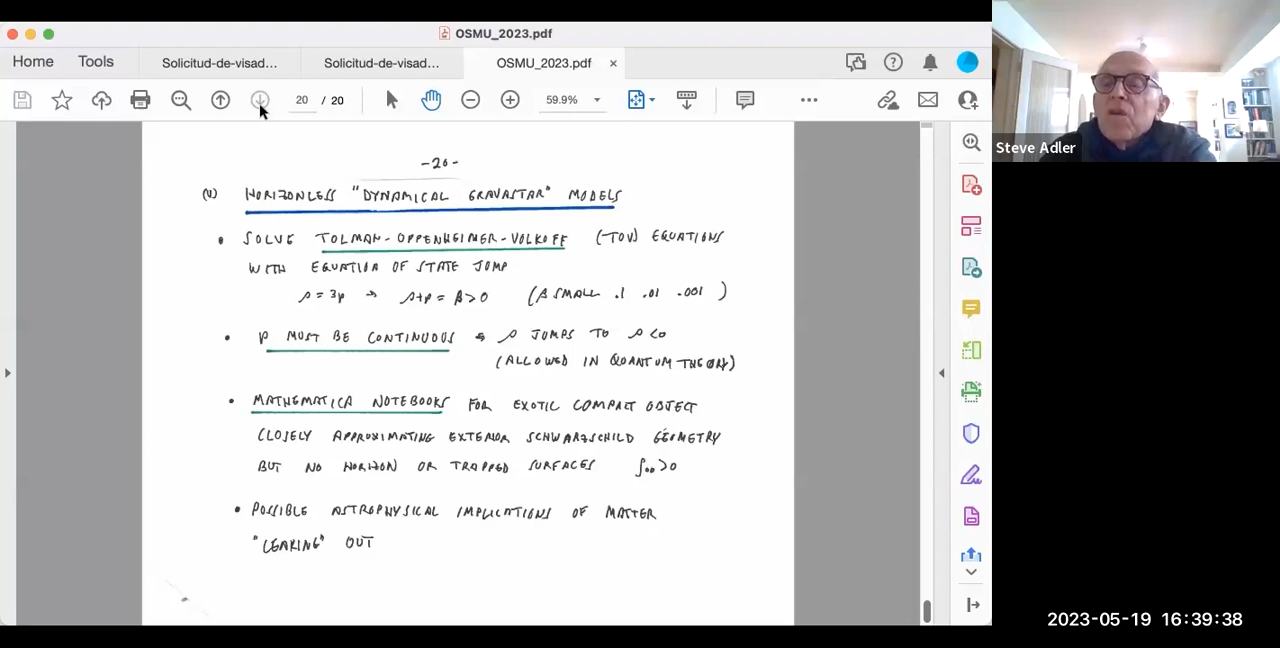 OSMU_2023.pdf
Home Tools Solicitud-de-visad... Solicitud-de-visad... OSMU_2023.pdf ×
20 / 20 59.9%
Steve Adler
-20-
(V) HORIZONLESS "DYNAMICAL GRAVASTAR" MODELS
• SOLVE TOLMAN-OPPENHEIMER-VOLKOFF (TOV) EQUATIONS
WITH EQUATION OF STATE JUMP
ρ = 3p → ρ+p = β > 0 (β SMALL .1 .01 .001 )
• p MUST BE CONTINUOUS → ρ JUMPS TO ρ < 0
(ALLOWED IN QUANTUM THEORY)
• MATHEMATICA NOTEBOOKS FOR EXOTIC COMPACT OBJECT
CLOSELY APPROXIMATING EXTERIOR SCHWARZSCHILD GEOMETRY
BUT NO HORIZON OR TRAPPED SURFACES g₀₀>0
• POSSIBLE ASTROPHYSICAL IMPLICATIONS OF MATTER
"LEAKING" OUT
2023-05-19 16:39:38